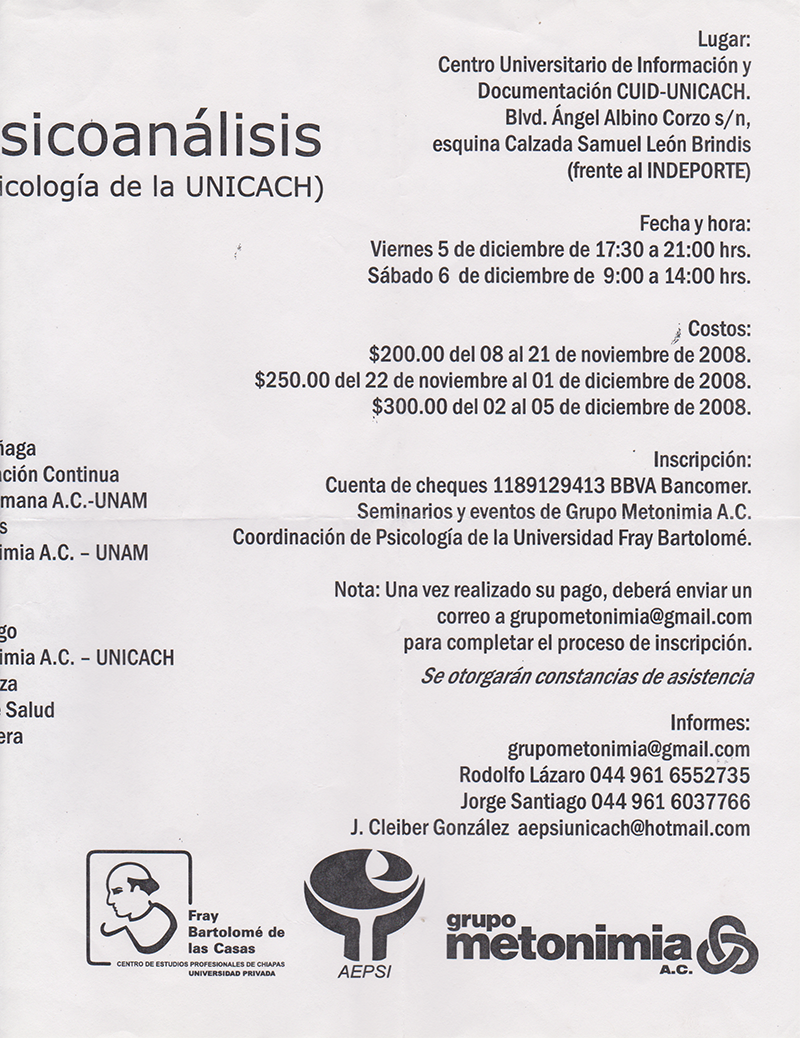 sicoanálisis
icología de la UNICACH)
ñaga
ación Continua
mana A.C.-UNAM
s
imia A.C. – UNAM
go
imia A.C. – UNICACH
za
Salud
era
Lugar:
Centro Universitario de Información y
Documentación CUID-UNICACH.
Blvd. Ángel Albino Corzo s/n,
esquina Calzada Samuel León Brindis
(frente al INDEPORTE)
Fecha y hora:
Viernes 5 de diciembre de 17:30 a 21:00 hrs.
Sábado 6 de diciembre de 9:00 a 14:00 hrs.
Costos:
$200.00 del 08 al 21 de noviembre de 2008.
$250.00 del 22 de noviembre al 01 de diciembre de 2008.
$300.00 del 02 al 05 de diciembre de 2008.
Inscripción:
Cuenta de cheques 1189129413 BBVA Bancomer.
Seminarios y eventos de Grupo Metonimia A.C.
Coordinación de Psicología de la Universidad Fray Bartolomé.
Nota: Una vez realizado su pago, deberá enviar un
correo a grupometonimia@gmail.com
para completar el proceso de inscripción.
Se otorgarán constancias de asistencia
Informes:
grupometonimia@gmail.com
Rodolfo Lázaro 044 961 6552735
Jorge Santiago 044 961 6037766
J. Cleiber González aepsiunicach@hotmail.com
Fray
Bartolomé de
las Casas
CENTRO DE ESTUDIOS PROFESIONALES DE CHIAPAS
UNIVERSIDAD PRIVADA
AEPSI
grupo
metonimia
A.C.